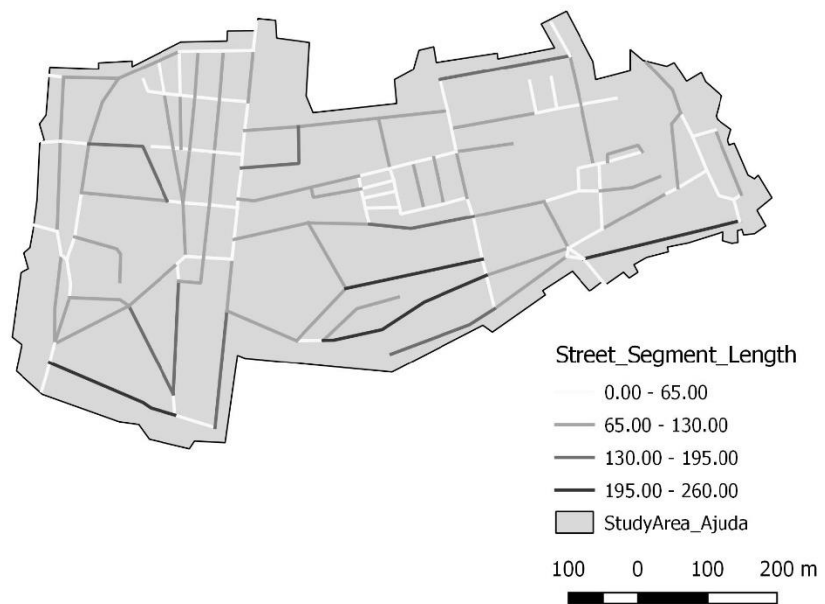 Street_Segment_Length
0.00 - 65.00
65.00 - 130.00
130.00 - 195.00
195.00 - 260.00
StudyArea_Ajuda
100 0 100 200 m